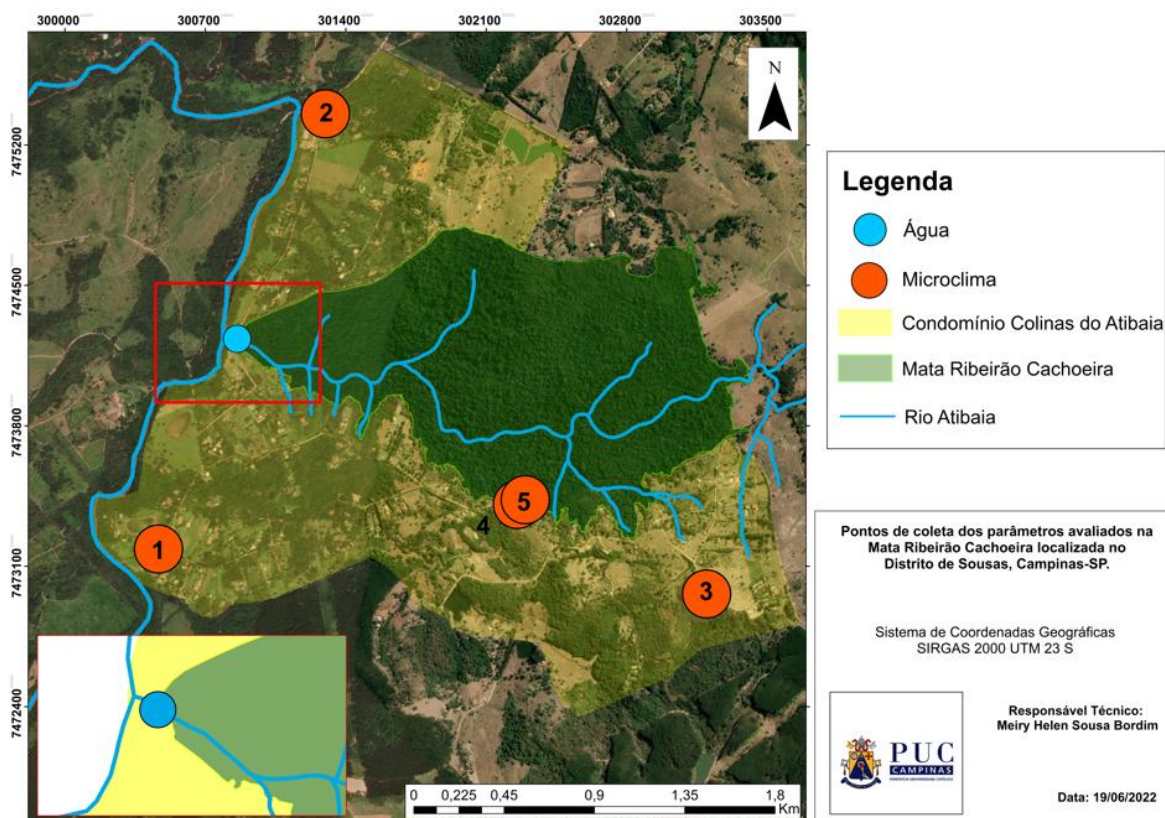 300000 300700 301400 302100 302800 303500
7475200
7474500
7473800
7473100
7472400
N
2
5
4
1
3
0 0,225 0,45 0,9 1,35 1,8
Km
Legenda
Água
Microclima
Condomínio Colinas do Atibaia
Mata Ribeirão Cachoeira
Rio Atibaia
Pontos de coleta dos parâmetros avaliados na
Mata Ribeirão Cachoeira localizada no
Distrito de Sousas, Campinas-SP.
Sistema de Coordenadas Geográficas
SIRGAS 2000 UTM 23 S
PUC
CAMPINAS
PONTIFÍCIA UNIVERSIDADE CATÓLICA
Responsável Técnico:
Meiry Helen Sousa Bordim
Data: 19/06/2022